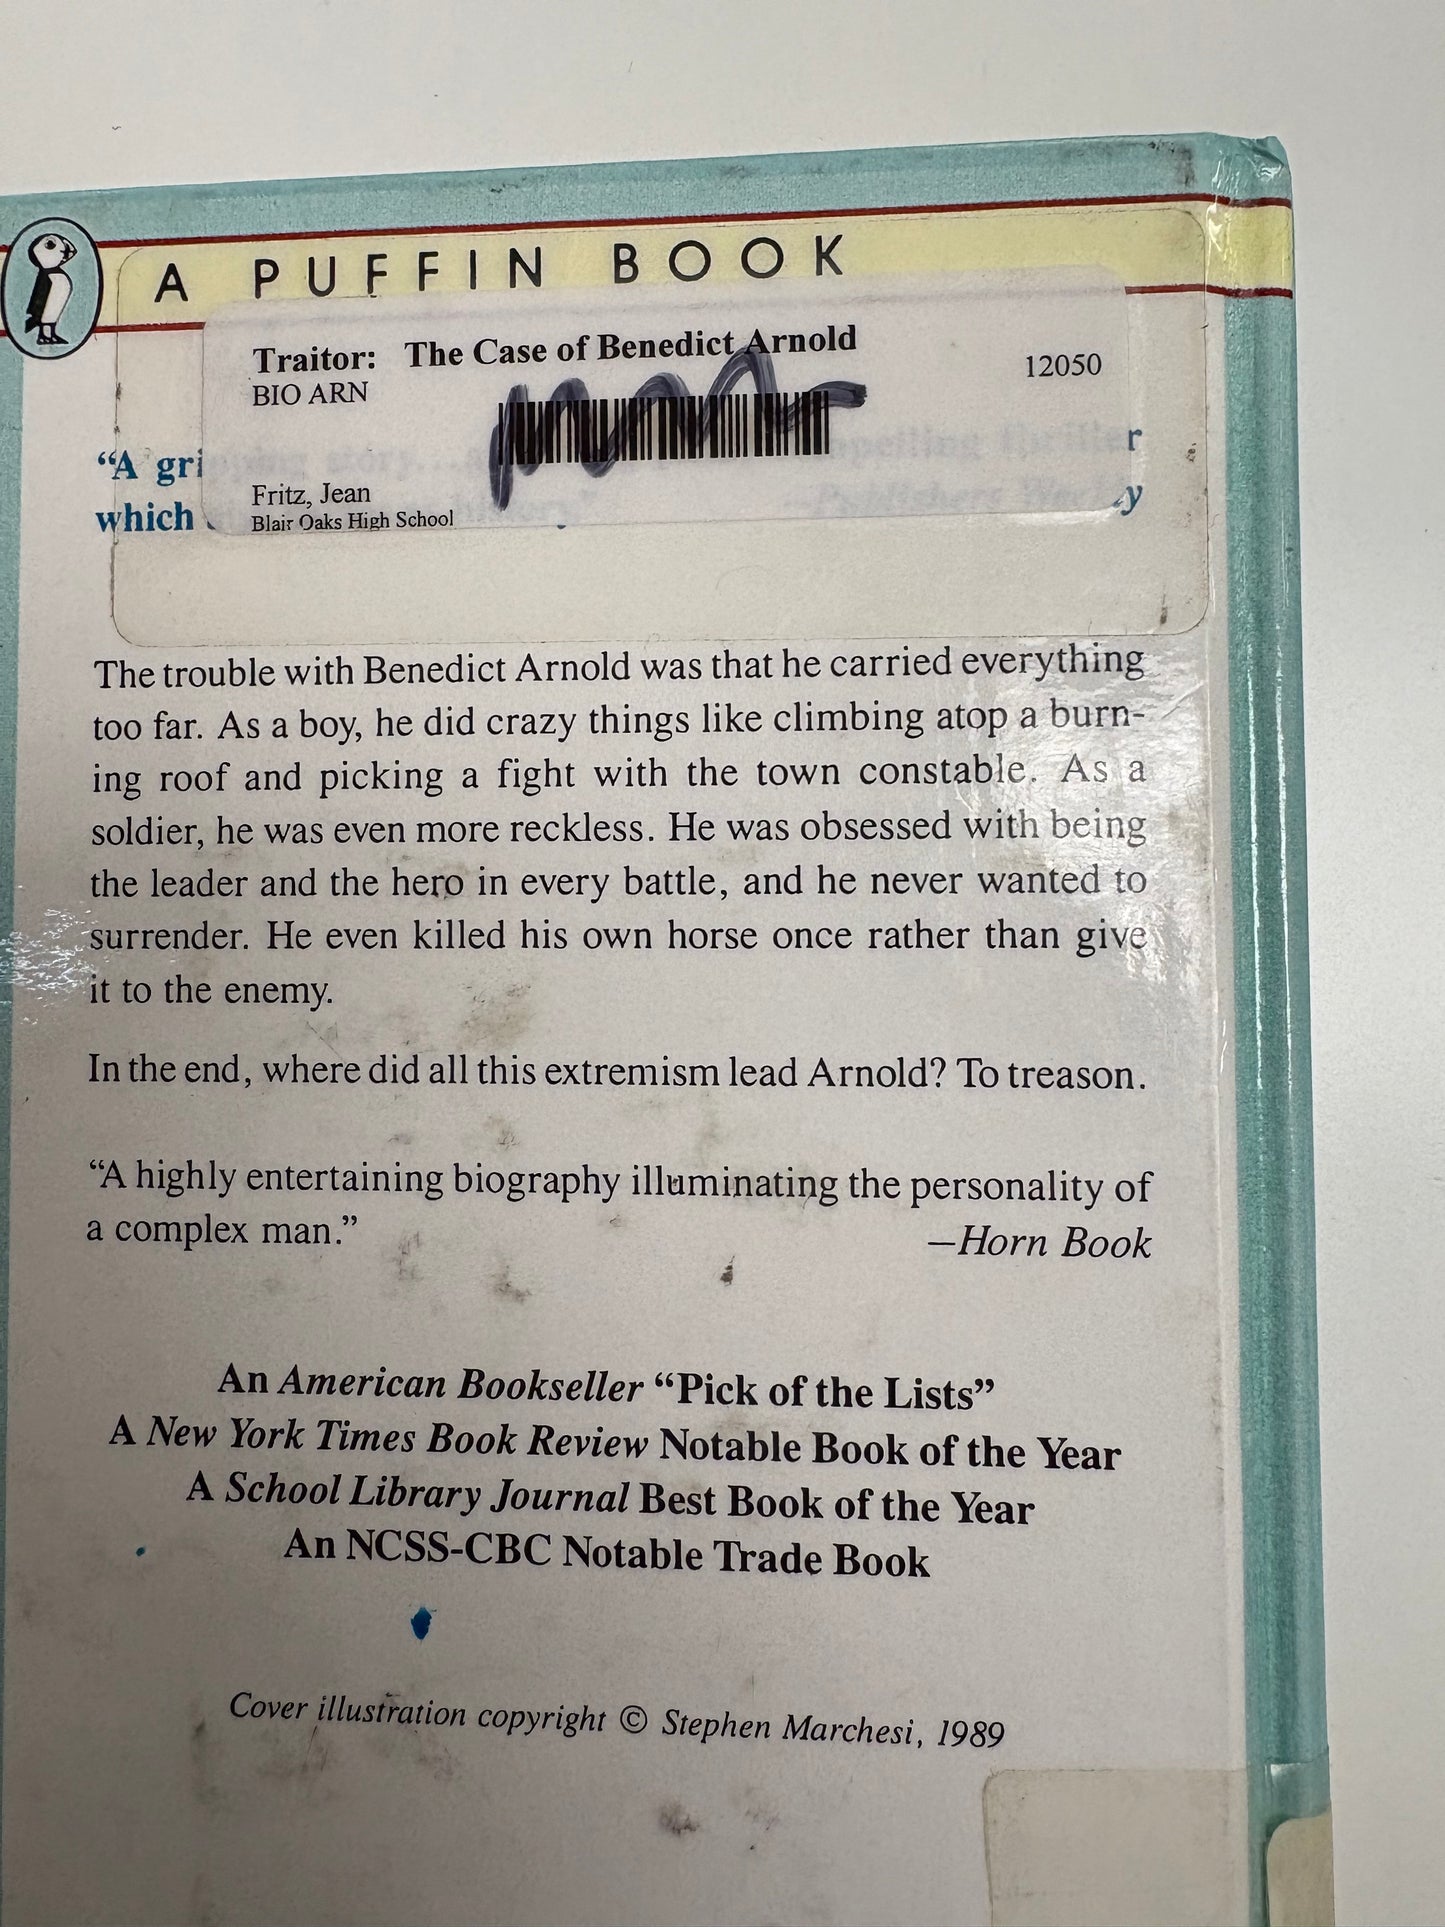 A PUFFIN BOOK
Traitor: The Case of Benedict Arnold
BIO ARN
12050
"A gripping story...
which
Fritz, Jean
Blair Oaks High School
The trouble with Benedict Arnold was that he carried everything
too far. As a boy, he did crazy things like climbing atop a burn-
ing roof and picking a fight with the town constable. As a
soldier, he was even more reckless. He was obsessed with being
the leader and the hero in every battle, and he never wanted to
surrender. He even killed his own horse once rather than give
it to the enemy.
In the end, where did all this extremism lead Arnold? To treason.
“A highly entertaining biography illuminating the personality of
a complex man.” —Horn Book
An American Bookseller “Pick of the Lists”
A New York Times Book Review Notable Book of the Year
A School Library Journal Best Book of the Year
An NCSS-CBC Notable Trade Book
Cover illustration copyright © Stephen Marchesi, 1989